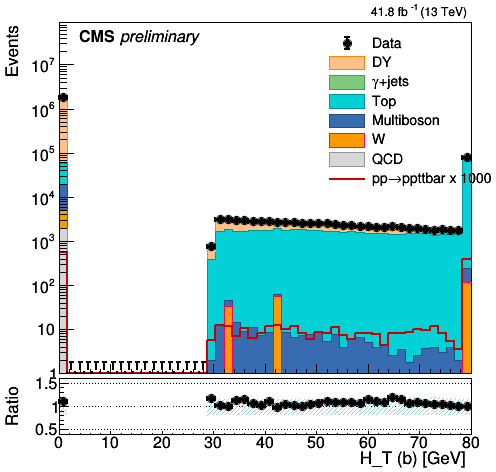 41.8 fb⁻¹ (13 TeV)
CMS preliminary
Events
10⁷
10⁶
10⁵
10⁴
10³
10²
10
1
Data
DY
γ+jets
Top
Multiboson
W
QCD
pp→ppttbar x 1000
Ratio
1.5
1
0.5
0 10 20 30 40 50 60 70 80
H_T (b) [GeV]